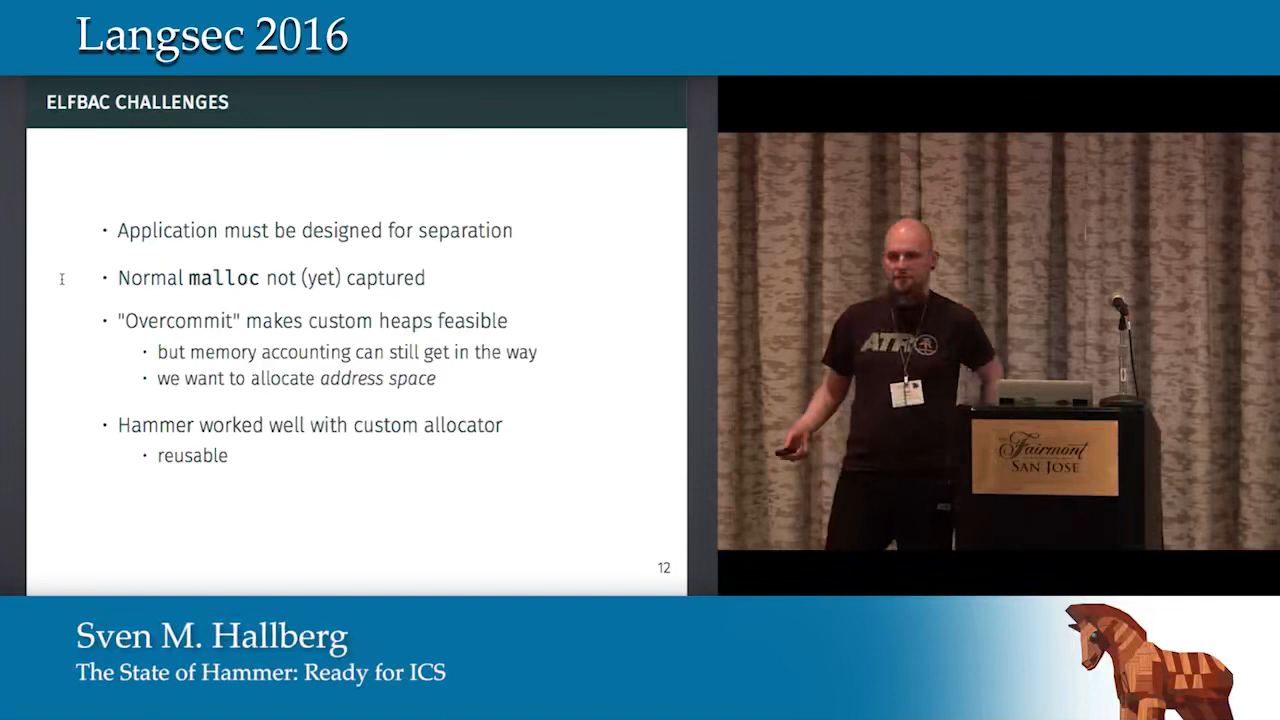 Langsec 2016
ELFBAC CHALLENGES
· Application must be designed for separation
· Normal malloc not (yet) captured
· "Overcommit" makes custom heaps feasible
· but memory accounting can still get in the way
· we want to allocate address space
· Hammer worked well with custom allocator
· reusable
12
Fairmont
SAN JOSE
Sven M. Hallberg
The State of Hammer: Ready for ICS